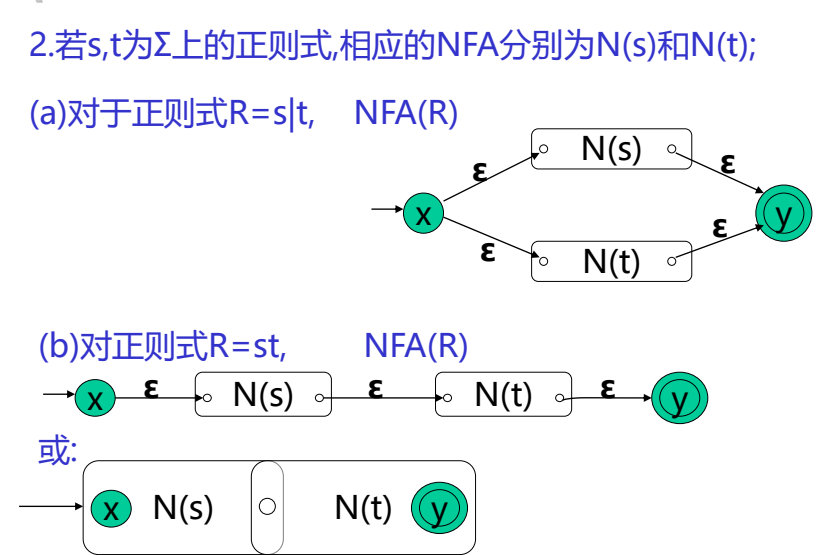 2.若s,t为Σ上的正则式,相应的NFA分别为N(s)和N(t);
(a)对于正则式R=s|t, NFA(R)
N(s)
ε ε
x y
ε ε
N(t)
(b)对正则式R=st, NFA(R)
x ε N(s) ε N(t) ε y
或:
x N(s) N(t) y